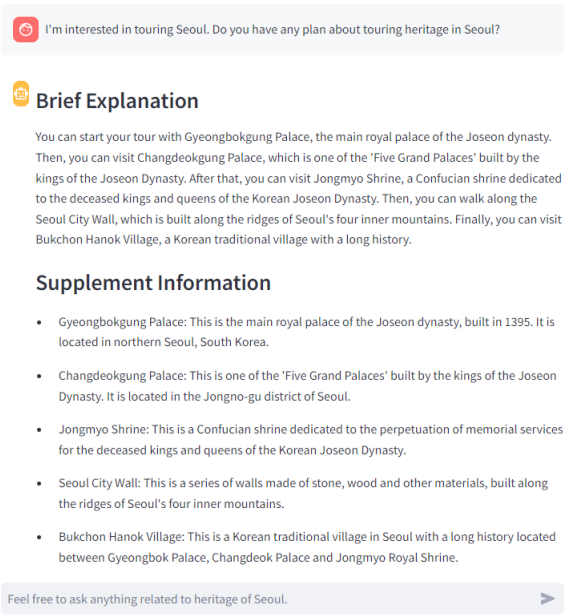 I'm interested in touring Seoul. Do you have any plan about touring heritage in Seoul?
Brief Explanation
You can start your tour with Gyeongbokgung Palace, the main royal palace of the Joseon dynasty.
Then, you can visit Changdeokgung Palace, which is one of the 'Five Grand Palaces' built by the
kings of the Joseon Dynasty. After that, you can visit Jongmyo Shrine, a Confucian shrine dedicated
to the deceased kings and queens of the Korean Joseon Dynasty. Then, you can walk along the
Seoul City Wall, which is built along the ridges of Seoul's four inner mountains. Finally, you can visit
Bukchon Hanok Village, a Korean traditional village with a long history.
Supplement Information
• Gyeongbokgung Palace: This is the main royal palace of the Joseon dynasty, built in 1395. It is
located in northern Seoul, South Korea.
• Changdeokgung Palace: This is one of the 'Five Grand Palaces' built by the kings of the Joseon
Dynasty. It is located in the Jongno-gu district of Seoul.
• Jongmyo Shrine: This is a Confucian shrine dedicated to the perpetuation of memorial services
for the deceased kings and queens of the Korean Joseon Dynasty.
• Seoul City Wall: This is a series of walls made of stone, wood and other materials, built along
the ridges of Seoul's four inner mountains.
• Bukchon Hanok Village: This is a Korean traditional village in Seoul with a long history located
between Gyeongbok Palace, Changdeok Palace and Jongmyo Royal Shrine.
Feel free to ask anything related to heritage of Seoul.